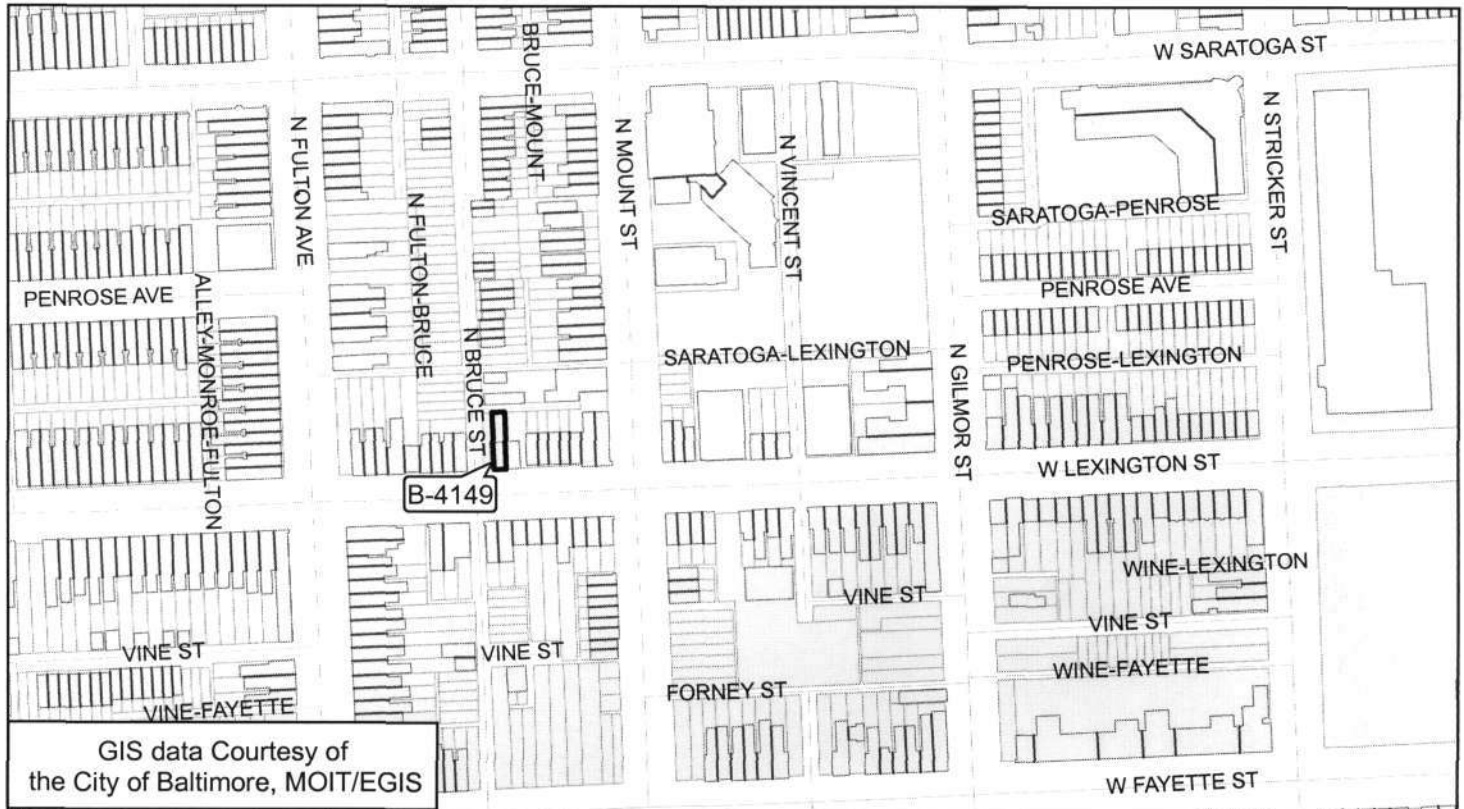 W SARATOGA ST
BRUCE-MOUNT
N FULTON AVE
N MOUNT ST
N VINCENT ST
N STRICKER ST
N FULTON-BRUCE
SARATOGA-PENROSE
PENROSE AVE
PENROSE AVE
ALLEY-MONROE-FULTON
N BRUCE ST
SARATOGA-LEXINGTON
N GILMOR ST
PENROSE-LEXINGTON
W LEXINGTON ST
B-4149
WINE-LEXINGTON
VINE ST
VINE ST
VINE ST
VINE ST
WINE-FAYETTE
FORNEY ST
VINE-FAYETTE
GIS data Courtesy of
the City of Baltimore, MOIT/EGIS
W FAYETTE ST